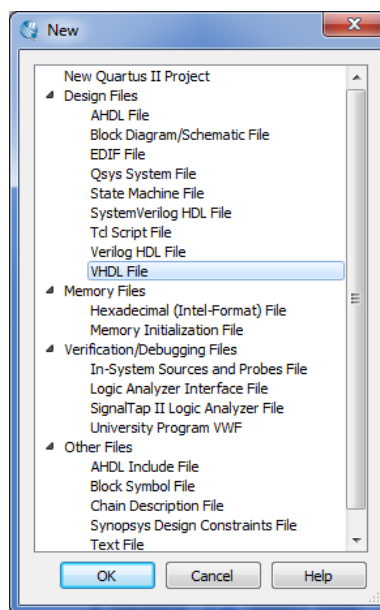 New
New Quartus II Project
Design Files
AHDL File
Block Diagram/Schematic File
EDIF File
Qsys System File
State Machine File
SystemVerilog HDL File
Tcl Script File
Verilog HDL File
VHDL File
Memory Files
Hexadecimal (Intel-Format) File
Memory Initialization File
Verification/Debugging Files
In-System Sources and Probes File
Logic Analyzer Interface File
SignalTap II Logic Analyzer File
University Program VWF
Other Files
AHDL Include File
Block Symbol File
Chain Description File
Synopsys Design Constraints File
Text File
OK Cancel Help